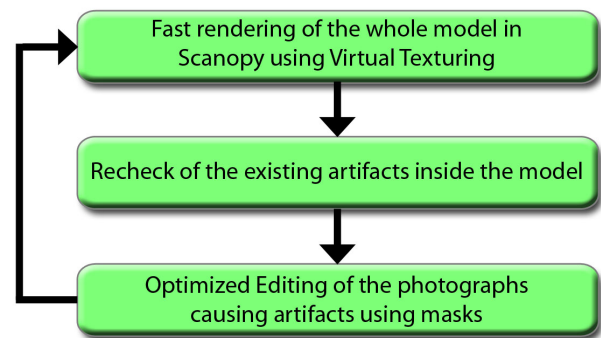 Fast rendering of the whole model in
Scanopy using Virtual Texturing
Recheck of the existing artifacts inside the model
Optimized Editing of the photographs
causing artifacts using masks